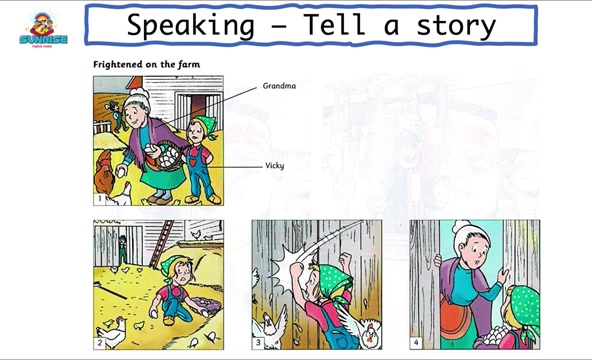 SUNRISE
Speaking – Tell a story
Frightened on the farm
Grandma
Vicky
1
2
3
4